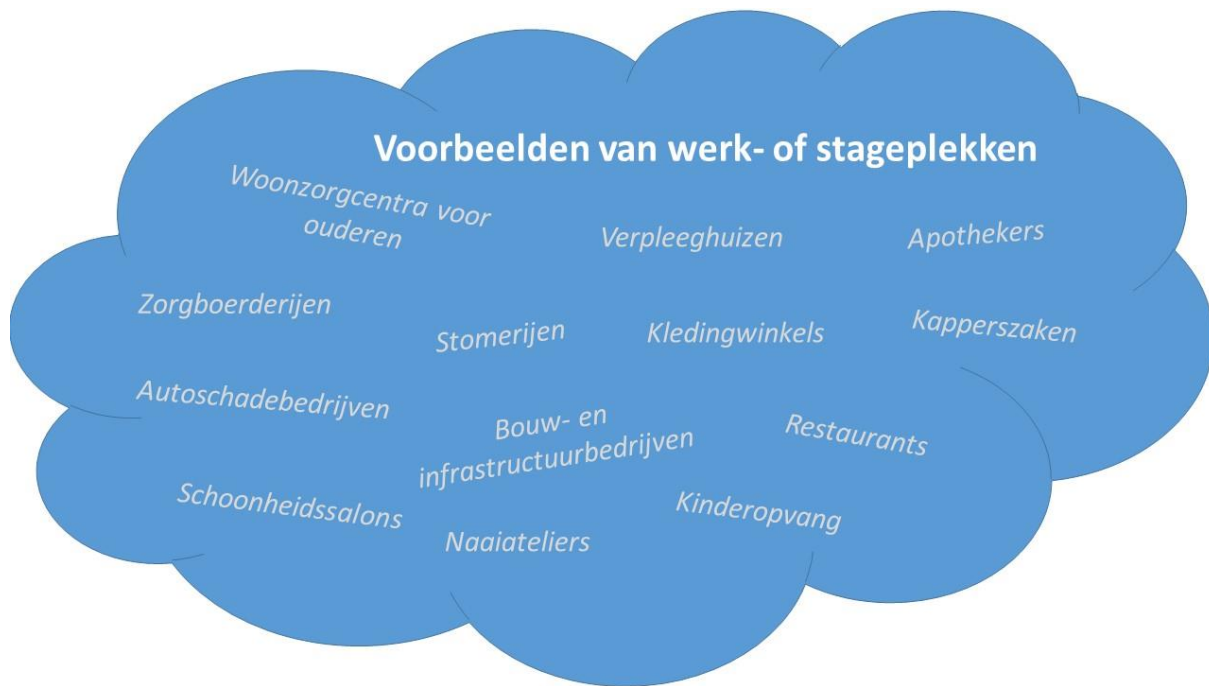 Voorbeelden van werk- of stageplekken
Woonzorgcentra voor
ouderen
Verpleeghuizen
Apothekers
Zorgboerderijen
Stomerijen
Kledingwinkels
Kapperszaken
Autoschadebedrijven
Bouw- en
infrastructuurbedrijven
Restaurants
Schoonheidssalons
Naaiateliers
Kinderopvang